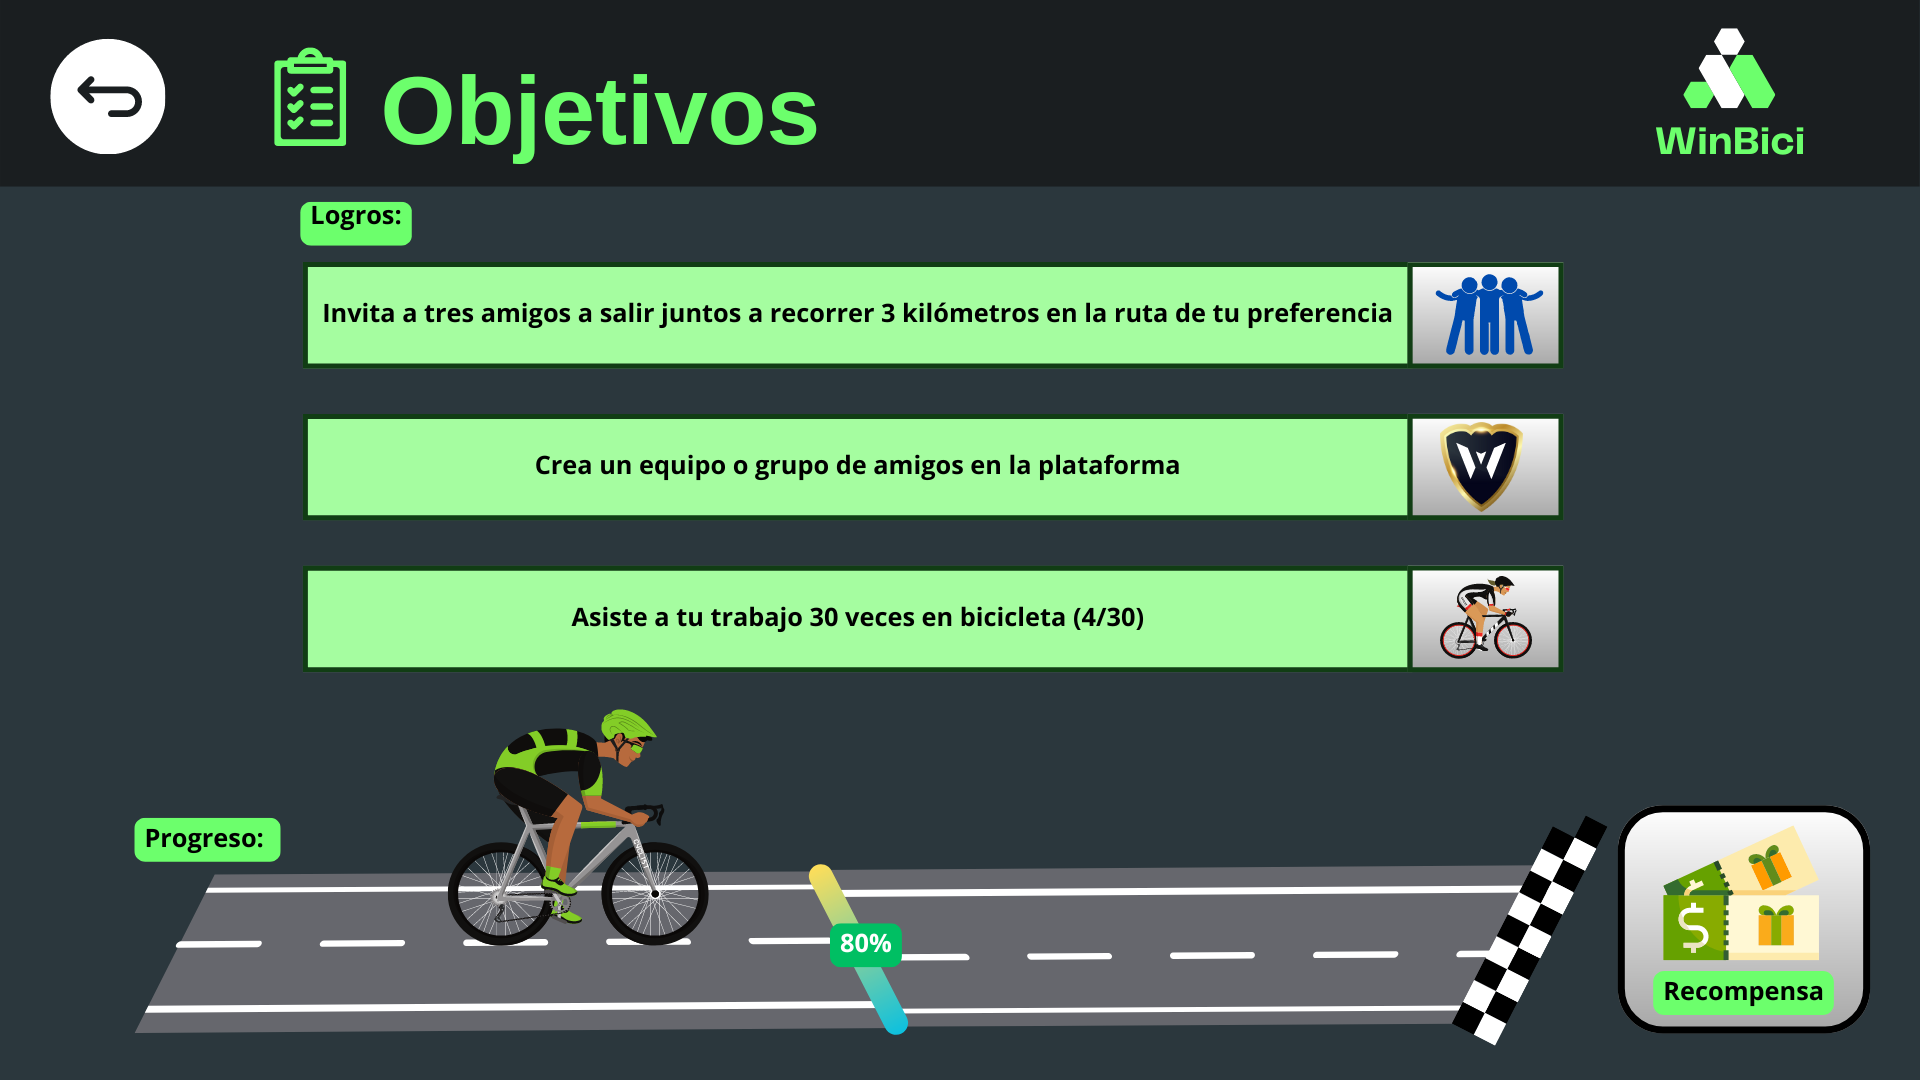 Objetivos
WinBici
Logros:
Invita a tres amigos a salir juntos a recorrer 3 kilómetros en la ruta de tu preferencia
Crea un equipo o grupo de amigos en la plataforma
W
Asiste a tu trabajo 30 veces en bicicleta (4/30)
Progreso:
CYCLIST
80%
$
$
Recompensa